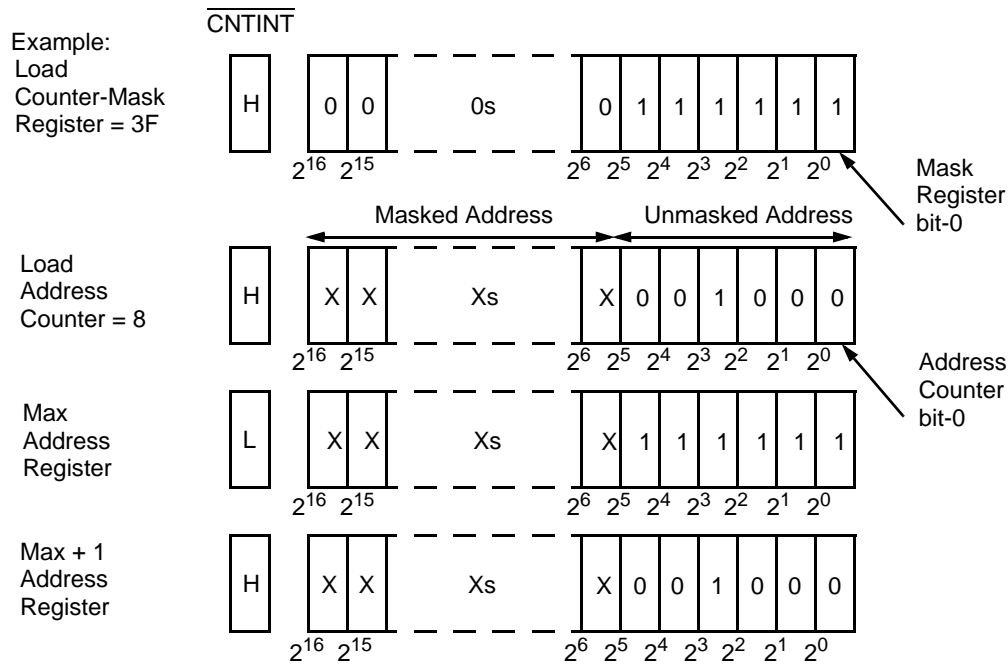 CNTINT
Example:
Load
Counter-Mask
Register = 3F
H
0 0 0s 0 1 1 1 1 1 1
2^16 2^15 2^6 2^5 2^4 2^3 2^2 2^1 2^0
Mask
Register
bit-0
Masked Address Unmasked Address
Load
Address
Counter = 8
H
X X Xs X 0 0 1 0 0 0
2^16 2^15 2^6 2^5 2^4 2^3 2^2 2^1 2^0
Address
Counter
bit-0
Max
Address
Register
L
X X Xs X 1 1 1 1 1 1
2^16 2^15 2^6 2^5 2^4 2^3 2^2 2^1 2^0
Max + 1
Address
Register
H
X X Xs X 0 0 1 0 0 0
2^16 2^15 2^6 2^5 2^4 2^3 2^2 2^1 2^0